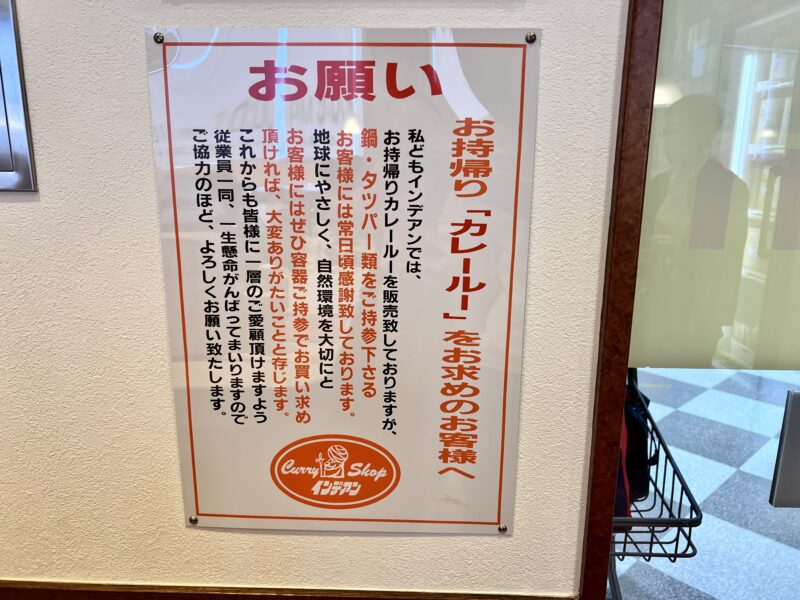 お願い
お持帰り「カレールー」をお求めのお客様へ
私どもインデアンでは、
お持帰りカレールーを販売致しておりますが、
鍋・タツパー類をご持参下さる
お客様には常日頃感謝致しております。
地球にやさしく、自然環境を大切にと
お客様にはぜひ容器ご持参でお買い求め
頂ければ、大変ありがたいことと存じます。
これからも皆様に一層のご愛顧頂けますよう
従業員一同、一生懸命がんばってまいりますので
ご協力のほど、よろしくお願い致します。
Curry Shop
インデアン